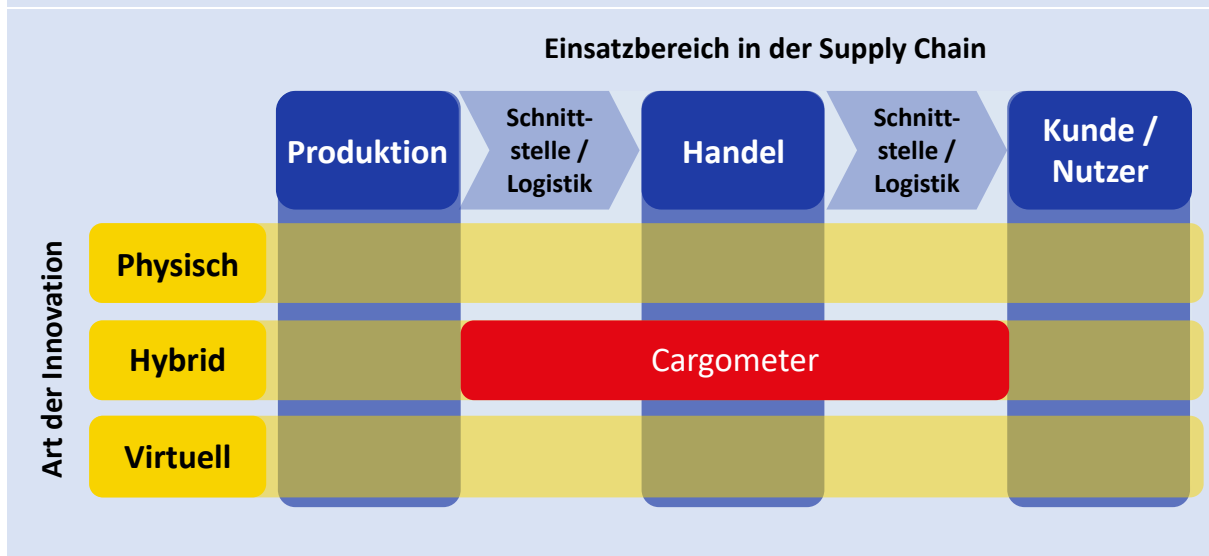 Einsatzbereich in der Supply Chain
Produktion
Schnitt-
stelle /
Logistik
Handel
Schnitt-
stelle /
Logistik
Kunde /
Nutzer
Art der Innovation
Physisch
Hybrid
Cargometer
Virtuell